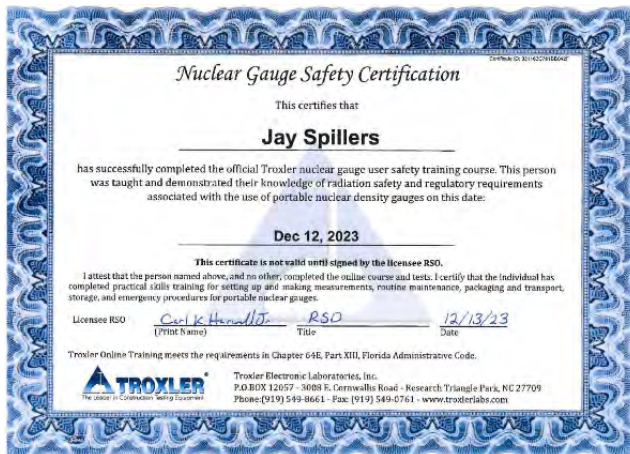 Nuclear Gauge Safety Certification
This certifies that
Jay Spillers
has successfully completed the official Troxler nuclear gauge user safety training course. This person
was taught and demonstrated their knowledge of radiation safety and regulatory requirements
associated with the use of portable nuclear density gauges on this date:
Dec 12, 2023
This certificate is not valid until signed by the licensee RSO.
I attest that the person named above, and no other, completed the online course and tests. I certify that the individual has
completed practical skills training for setting up and making measurements, routine maintenance, packaging and transport,
storage, and emergency procedures for portable nuclear gauges.
Licensee RSO Carl K RSO 12/13/23
(Print Name) Title Date
Troxler Online Training meets the requirements in Chapter 64E, Part XIII, Florida Administrative Code.
TROXLER
The Leader in Construction Testing Equipment
Troxler Electronic Laboratories, Inc.
P.O.BOX 12057 - 3008 E. Cornwallis Road - Research Triangle Park, NC 27709
Phone:(919) 549-8661 - Fax: (919) 549-0761 - www.troxlerlabs.com